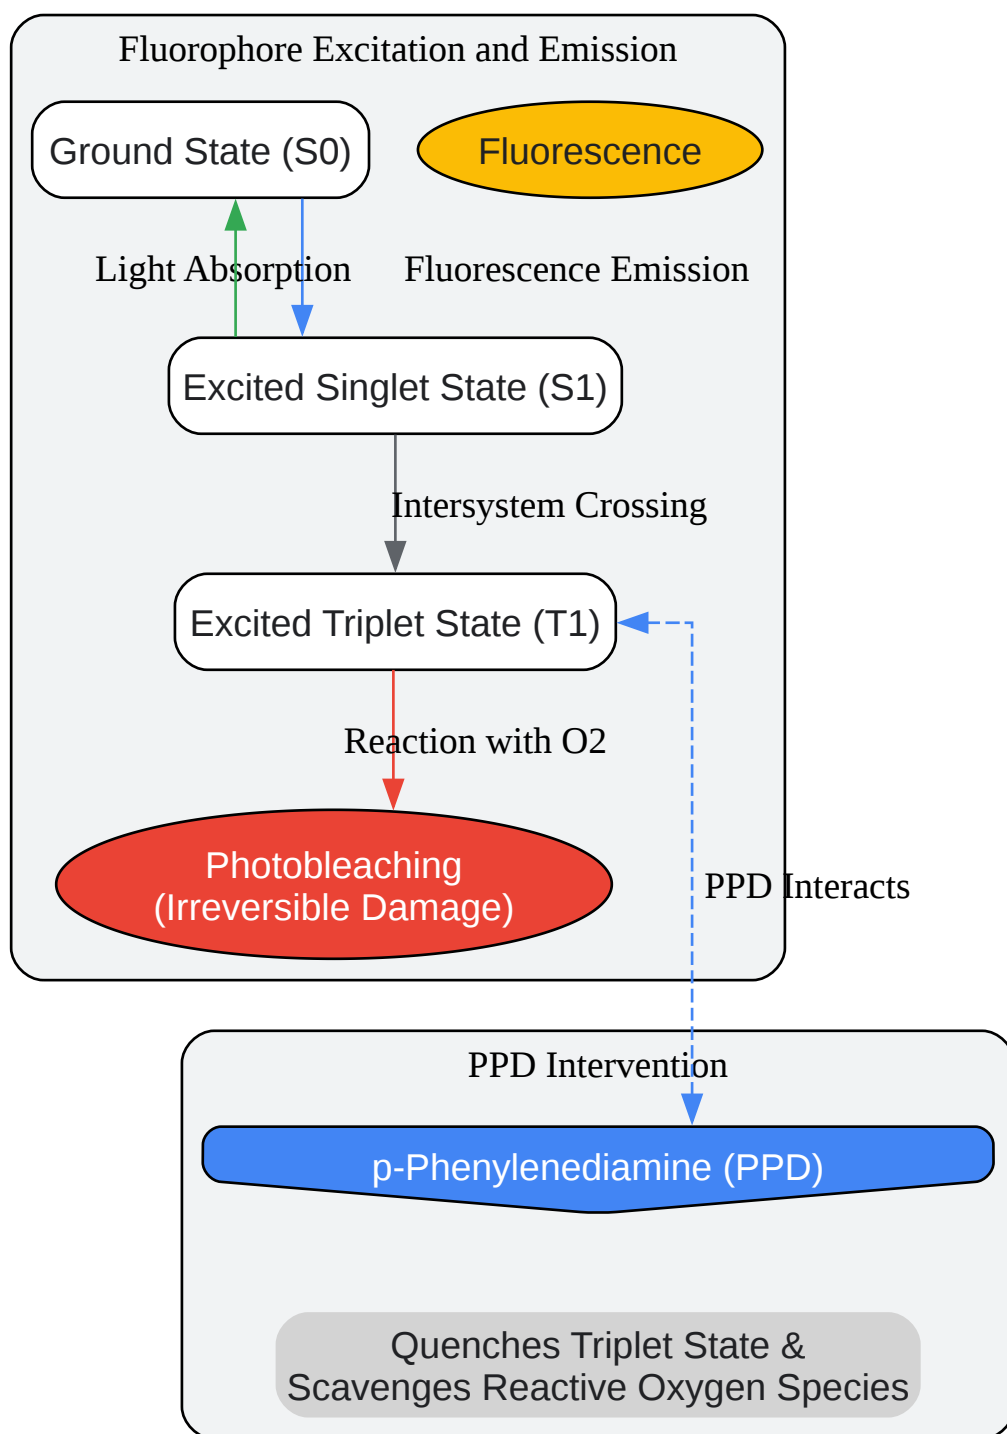 Fluorophore Excitation and Emission
Ground State (S0)
Fluorescence
Light Absorption
Fluorescence Emission
Excited Singlet State (S1)
Intersystem Crossing
Excited Triplet State (T1)
Reaction with O2
Photobleaching
(Irreversible Damage)
PPD Interacts
PPD Intervention
p-Phenylenediamine (PPD)
Quenches Triplet State &
Scavenges Reactive Oxygen Species